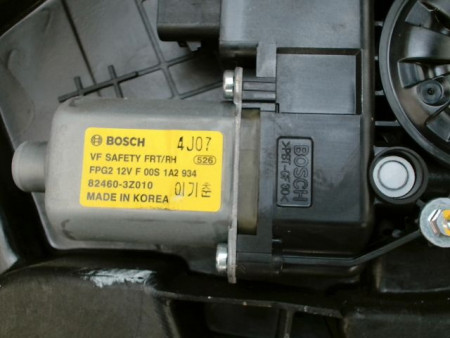 BOSCH 4J07
VF SAFETY FRT/RH 526
FPG2 12V F 00S 1A2 934
82460-3Z010 이기준
MADE IN KOREA
BOSCH